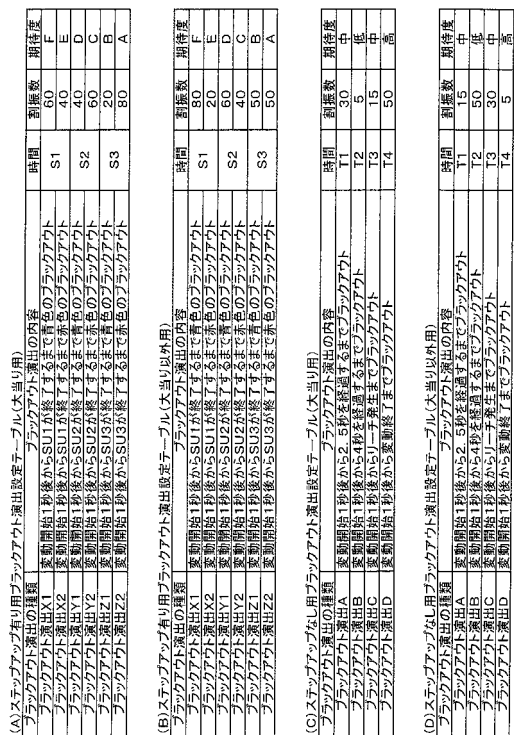 (A)ステップアップ有り用ブラックアウト演出設定テーブル(大当り用)
ブラックアウト演出の種類 ブラックアウト演出の内容 時間 割振数 期待度
ブラックアウト演出X1 変動開始1秒後からSU1が終了するまで青色のブラックアウト S1 60 F
ブラックアウト演出X2 変動開始1秒後からSU1が終了するまで赤色のブラックアウト 40 E
ブラックアウト演出Y1 変動開始1秒後からSU2が終了するまで青色のブラックアウト S2 40 D
ブラックアウト演出Y2 変動開始1秒後からSU2が終了するまで赤色のブラックアウト 60 C
ブラックアウト演出Z1 変動開始1秒後からSU3が終了するまで青色のブラックアウト S3 20 B
ブラックアウト演出Z2 変動開始1秒後からSU3が終了するまで赤色のブラックアウト 80 A
(B)ステップアップ有り用ブラックアウト演出設定テーブル(大当り以外用)
ブラックアウト演出の種類 ブラックアウト演出の内容 時間 割振数 期待度
ブラックアウト演出X1 変動開始1秒後からSU1が終了するまで青色のブラックアウト S1 80 F
ブラックアウト演出X2 変動開始1秒後からSU1が終了するまで赤色のブラックアウト 20 E
ブラックアウト演出Y1 変動開始1秒後からSU2が終了するまで青色のブラックアウト S2 60 D
ブラックアウト演出Y2 変動開始1秒後からSU2が終了するまで赤色のブラックアウト 40 C
ブラックアウト演出Z1 変動開始1秒後からSU3が終了するまで青色のブラックアウト S3 50 B
ブラックアウト演出Z2 変動開始1秒後からSU3が終了するまで赤色のブラックアウト 50 A
(C)ステップアップなし用ブラックアウト演出設定テーブル(大当り用)
ブラックアウト演出の種類 ブラックアウト演出の内容 時間 割振数 期待度
ブラックアウト演出A 変動開始1秒後から2.5秒を経過するまでブラックアウト T1 30 中
ブラックアウト演出B 変動開始1秒後から4秒を経過するまでブラックアウト T2 5 低
ブラックアウト演出C 変動開始1秒後からリーチ発生までブラックアウト T3 15 中
ブラックアウト演出D 変動開始1秒後から変動終了までブラックアウト T4 50 高
(D)ステップアップなし用ブラックアウト演出設定テーブル(大当り以外用)
ブラックアウト演出の種類 ブラックアウト演出の内容 時間 割振数 期待度
ブラックアウト演出A 変動開始1秒後から2.5秒を経過するまでブラックアウト T1 15 中
ブラックアウト演出B 変動開始1秒後から4秒を経過するまでブラックアウト T2 50 低
ブラックアウト演出C 変動開始1秒後からリーチ発生までブラックアウト T3 30 中
ブラックアウト演出D 変動開始1秒後から変動終了までブラックアウト T4 5 高